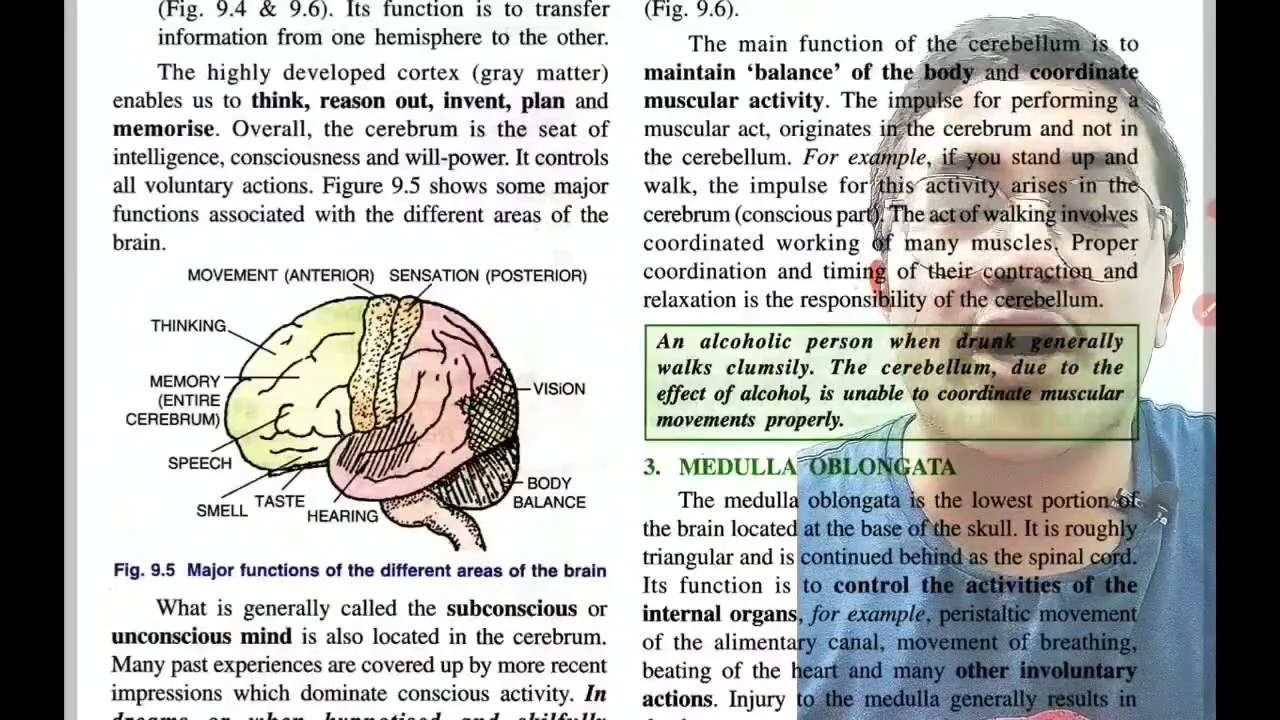 (Fig. 9.4 & 9.6). Its function is to transfer
information from one hemisphere to the other.
The highly developed cortex (gray matter)
enables us to think, reason out, invent, plan and
memorise. Overall, the cerebrum is the seat of
intelligence, consciousness and will-power. It controls
all voluntary actions. Figure 9.5 shows some major
functions associated with the different areas of the
brain.
MOVEMENT (ANTERIOR) SENSATION (POSTERIOR)
THINKING
MEMORY
(ENTIRE
CEREBRUM)
SPEECH
SMELL
TASTE
HEARING
VISION
BODY
BALANCE
Fig. 9.5 Major functions of the different areas of the brain
What is generally called the subconscious or
unconscious mind is also located in the cerebrum.
Many past experiences are covered up by more recent
impressions which dominate conscious activity. In
dreams or when hypnotised and skilfully
(Fig. 9.6).
The main function of the cerebellum is to
maintain ‘balance’ of the body and coordinate
muscular activity. The impulse for performing a
muscular act, originates in the cerebrum and not in
the cerebellum. For example, if you stand up and
walk, the impulse for this activity arises in the
cerebrum (conscious part). The act of walking involves
coordinated working of many muscles. Proper
coordination and timing of their contraction and
relaxation is the responsibility of the cerebellum.
An alcoholic person when drunk generally
walks clumsily. The cerebellum, due to the
effect of alcohol, is unable to coordinate muscular
movements properly.
3. MEDULLA OBLONGATA
The medulla oblongata is the lowest portion of
the brain located at the base of the skull. It is roughly
triangular and is continued behind as the spinal cord.
Its function is to control the activities of the
internal organs, for example, peristaltic movement
of the alimentary canal, movement of breathing,
beating of the heart and many other involuntary
actions. Injury to the medulla generally results in